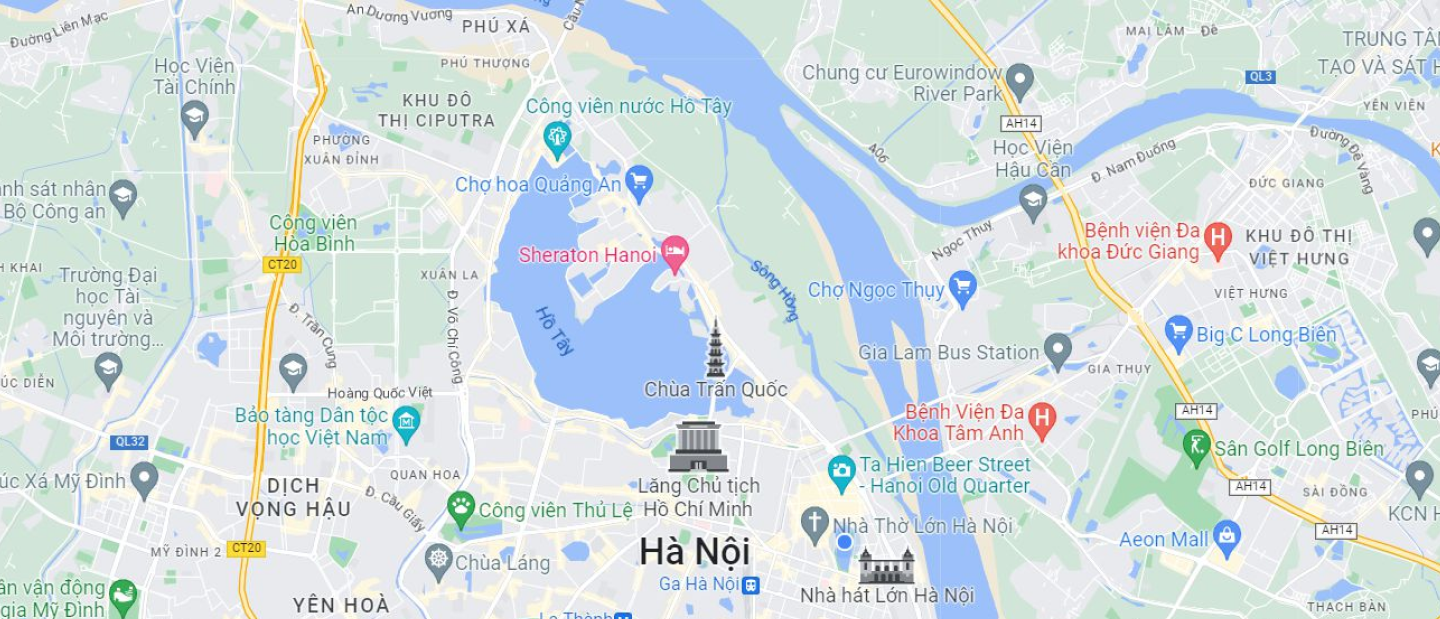 Đường Liên Mạc
An Dương Vương
PHÚ XÁ
MAI LÂM
TRUNG TÂ
TẠO VÀ SÁT H
PHÚ THƯỢNG
Học Viện
Tài Chính
Chung cư Eurowindow
River Park
QL3
YÊN VIÊN
KHU ĐÔ
THỊ CIPUTRA
Công viên nước Hồ Tây
AH14
PHƯỜNG
XUÂN ĐỈNH
A06
Học Viện
Hậu Cần
Đ. Nam Đuống
Đường Đê Vàng
ĐỨC GIANG
ảnh sát nhân
Bộ Công an
Chợ hoa Quảng An
Công viên
Hòa Bình
Sheraton Hanoi
Ngọc Thụy
Bệnh viện Đa
khoa Đức Giang
KHU ĐÔ THỊ
VIỆT HƯNG
CT20
H KHAI
Trường Đại
học Tài
nguyên và
Môi trường...
XUÂN LA
Sông Hồng
Chợ Ngọc Thụy
VIỆT HƯNG
Đ. Trần Cung
Đ. Võ Chí Công
Hồ Tây
Big C Long Biên
Gia Lam Bus Station
GIA THỤY
ÚC DIỄN
Hoàng Quốc Việt
Chùa Trấn Quốc
Bảo tàng Dân tộc
học Việt Nam
Bệnh Viện Đa
Khoa Tâm Anh
AH14
PHÚ
QL32
Sân Golf Long Biên
QUAN HOA
Ta Hien Beer Street
- Hanoi Old Quarter
úc Xá Mỹ Đình
DỊCH
VỌNG HẬU
Đ. Cầu Giấy
Lăng Chủ tịch
Hồ Chí Minh
AH14
SÀI ĐỒNG
Công viên Thủ Lệ
KCN H
Nhà Thờ Lớn Hà Nội
AH14
Aeon Mall
MỸ ĐÌNH 2
CT20
Hà Nội
Chùa Láng
ân vận động
gia Mỹ Đình
Ga Hà Nội
Nhà hát Lớn Hà Nội
YÊN HOÀ
THẠCH BÀN